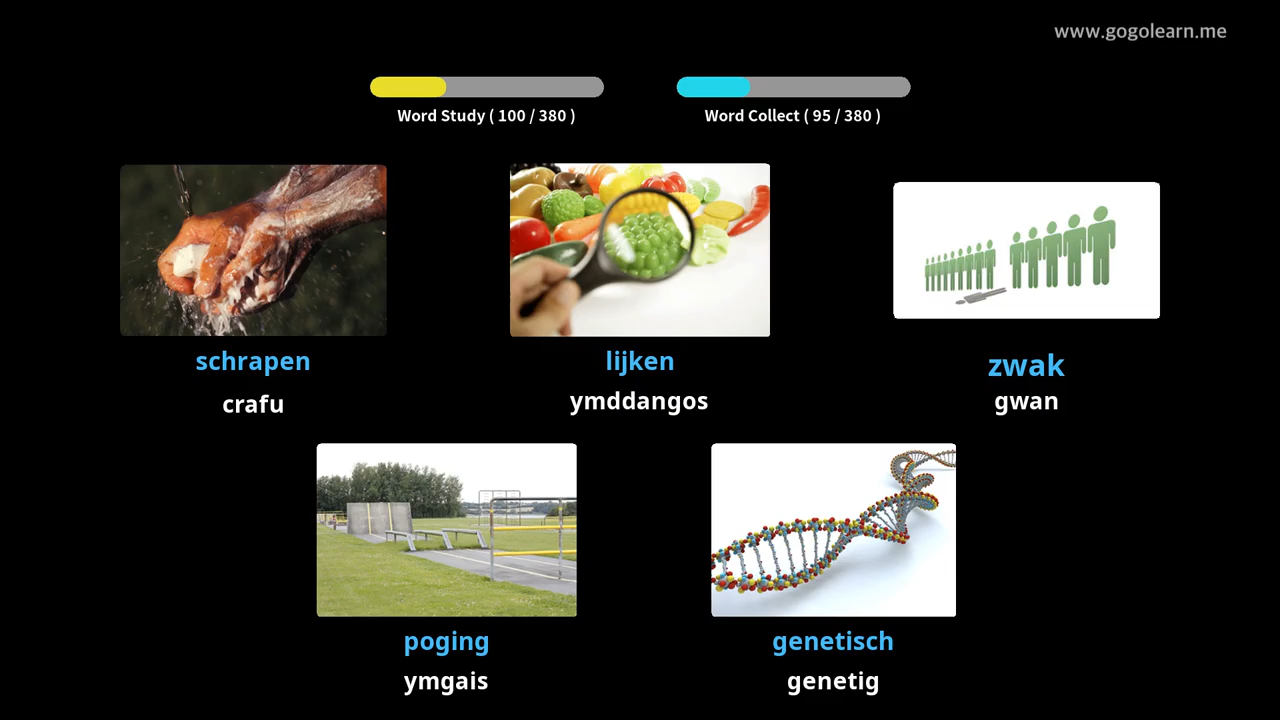 www.gogolearn.me
Word Study ( 100 / 380 )
Word Collect ( 95 / 380 )
schrapen
crafu
lijken
ymddangos
zwak
gwan
poging
ymgais
genetisch
genetig